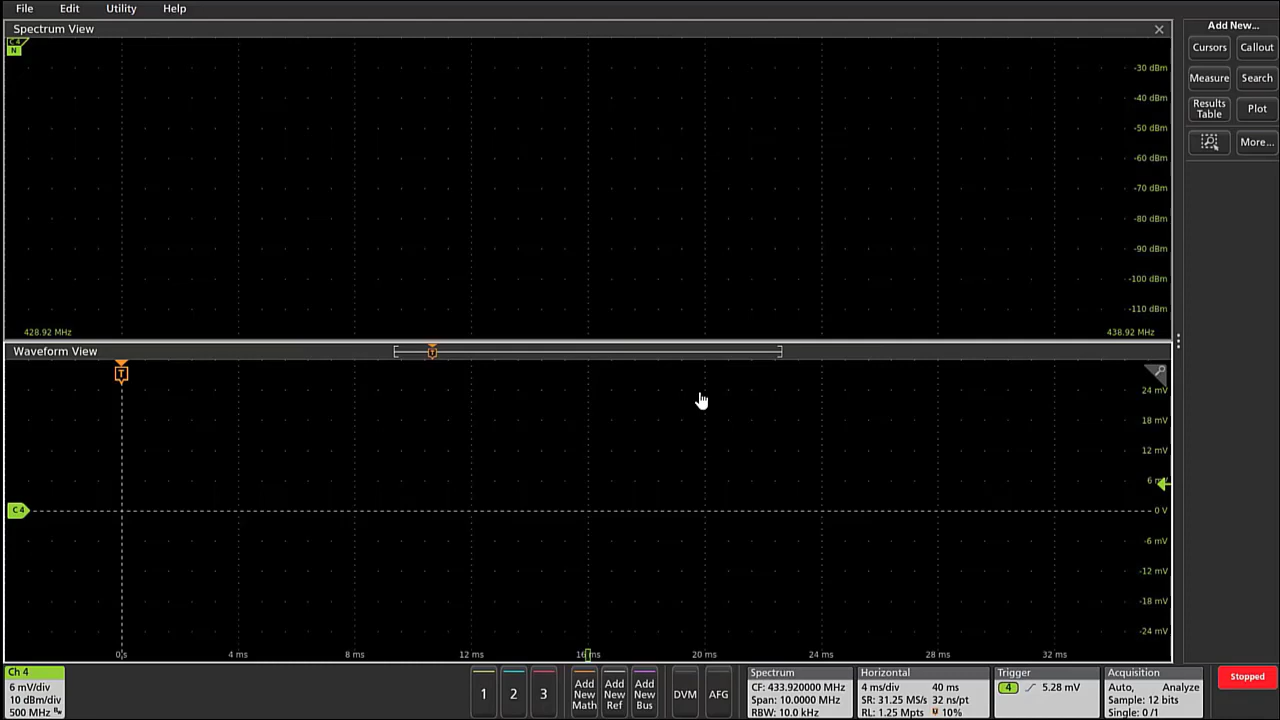 File Edit Utility Help
Add New...
Spectrum View
C 4
N
Cursors Callout
Measure Search
Results Table Plot
More...
-30 dBm
-40 dBm
-50 dBm
-60 dBm
-70 dBm
-80 dBm
-90 dBm
-100 dBm
-110 dBm
428.92 MHz 438.92 MHz
Waveform View
T
T
24 mV
18 mV
12 mV
6 mV
C 4
0 V
-6 mV
-12 mV
-18 mV
-24 mV
0 s 4 ms 8 ms 12 ms 16 ms 20 ms 24 ms 28 ms 32 ms
Ch 4
6 mV/div
10 dBm/div
500 MHz
1 2 3
Add New Math
Add New Ref
Add New Bus
DVM AFG
Spectrum
CF: 433.920000 MHz
Span: 10.0000 MHz
RBW: 10.0 kHz
Horizontal
4 ms/div 40 ms
SR: 31.25 MS/s 32 ns/pt
RL: 1.25 Mpts 10%
Trigger
4 5.28 mV
Acquisition
Auto, Analyze
Sample: 12 bits
Single: 0/1
Stopped